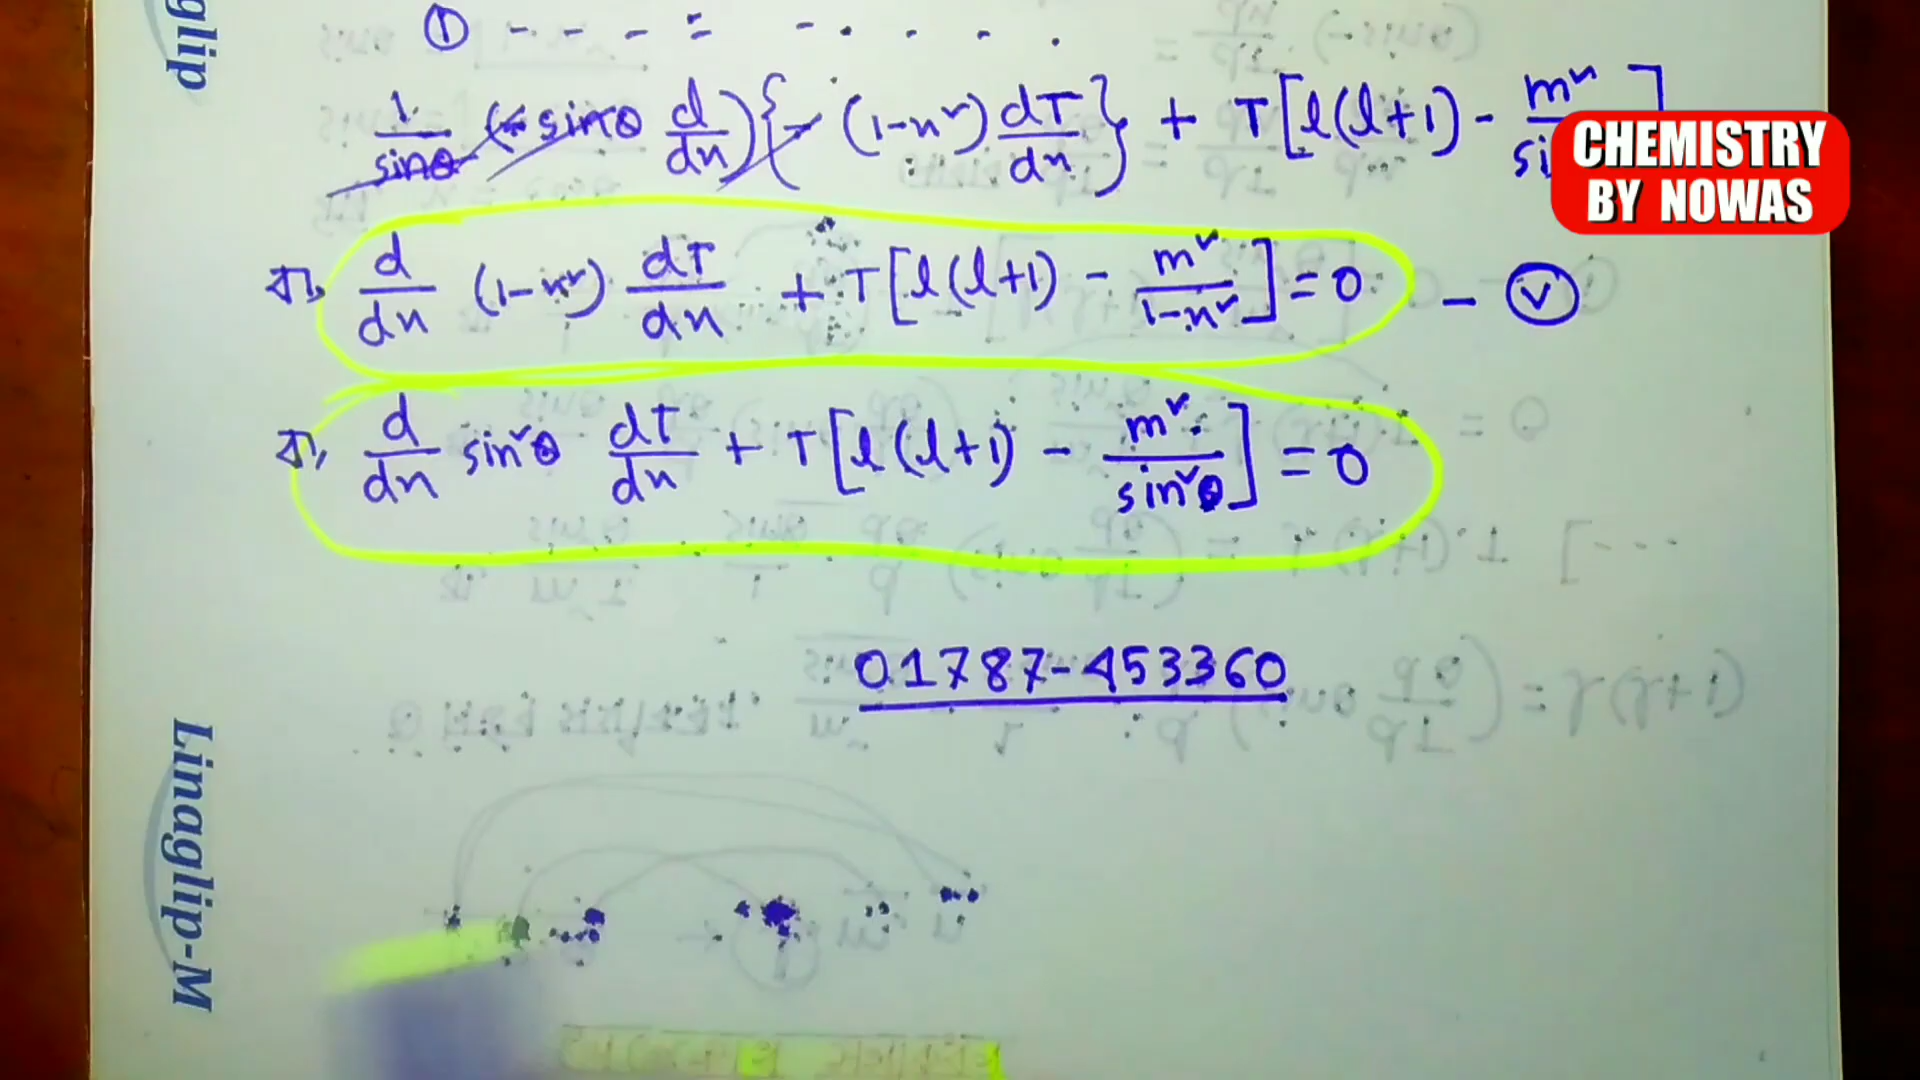 glip
① - - - = - . . . - .
1/sinθ (-sinθ d/dx) {- (1-x²) dT/dx} + T[l(l+1) - m²/si ]
CHEMISTRY
BY NOWAS
বা, d/dx (1-x²) dT/dx + T[l(l+1) - m²/1-x²] = 0 - Ⓥ
বা, d/dx sin²θ dT/dx + T[l(l+1) - m²/sin²θ] = 0
01787-453360
Linaglip-M